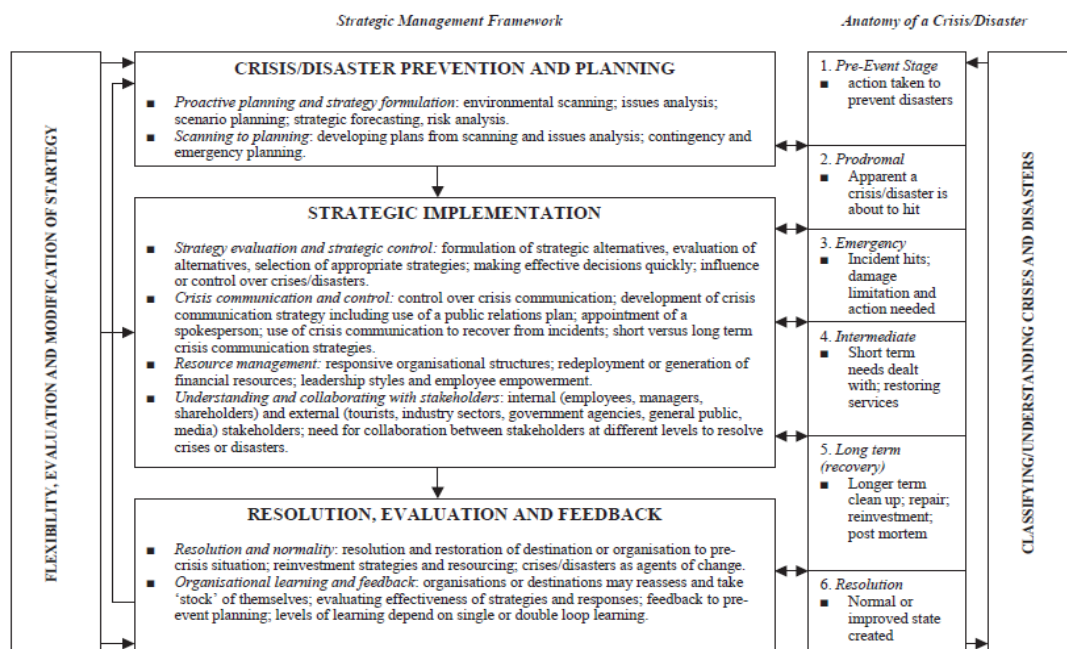 Strategic Management Framework
Anatomy of a Crisis/Disaster
FLEXIBILITY, EVALUATION AND MODIFICATION OF STARTEGY
CRISIS/DISASTER PREVENTION AND PLANNING
■ Proactive planning and strategy formulation: environmental scanning; issues analysis;
scenario planning; strategic forecasting, risk analysis.
■ Scanning to planning: developing plans from scanning and issues analysis; contingency and
emergency planning.
STRATEGIC IMPLEMENTATION
■ Strategy evaluation and strategic control: formulation of strategic alternatives, evaluation of
alternatives, selection of appropriate strategies; making effective decisions quickly; influence
or control over crises/disasters.
■ Crisis communication and control: control over crisis communication; development of crisis
communication strategy including use of a public relations plan; appointment of a
spokesperson; use of crisis communication to recover from incidents; short versus long term
crisis communication strategies.
■ Resource management: responsive organisational structures; redeployment or generation of
financial resources; leadership styles and employee empowerment.
■ Understanding and collaborating with stakeholders: internal (employees, managers,
shareholders) and external (tourists, industry sectors, government agencies, general public,
media) stakeholders; need for collaboration between stakeholders at different levels to resolve
crises or disasters.
RESOLUTION, EVALUATION AND FEEDBACK
■ Resolution and normality: resolution and restoration of destination or organisation to pre-
crisis situation; reinvestment strategies and resourcing; crises/disasters as agents of change.
■ Organisational learning and feedback: organisations or destinations may reassess and take
‘stock’ of themselves; evaluating effectiveness of strategies and responses; feedback to pre-
event planning; levels of learning depend on single or double loop learning.
1. Pre-Event Stage
■ action taken to
prevent disasters
2. Prodromal
■ Apparent a
crisis/disaster is
about to hit
3. Emergency
■ Incident hits;
damage
limitation and
action needed
4. Intermediate
■ Short term
needs dealt
with; restoring
services
5. Long term
(recovery)
■ Longer term
clean up; repair;
reinvestment;
post mortem
6. Resolution
■ Normal or
improved state
created
CLASSIFYING/UNDERSTANDING CRISES AND DISASTERS